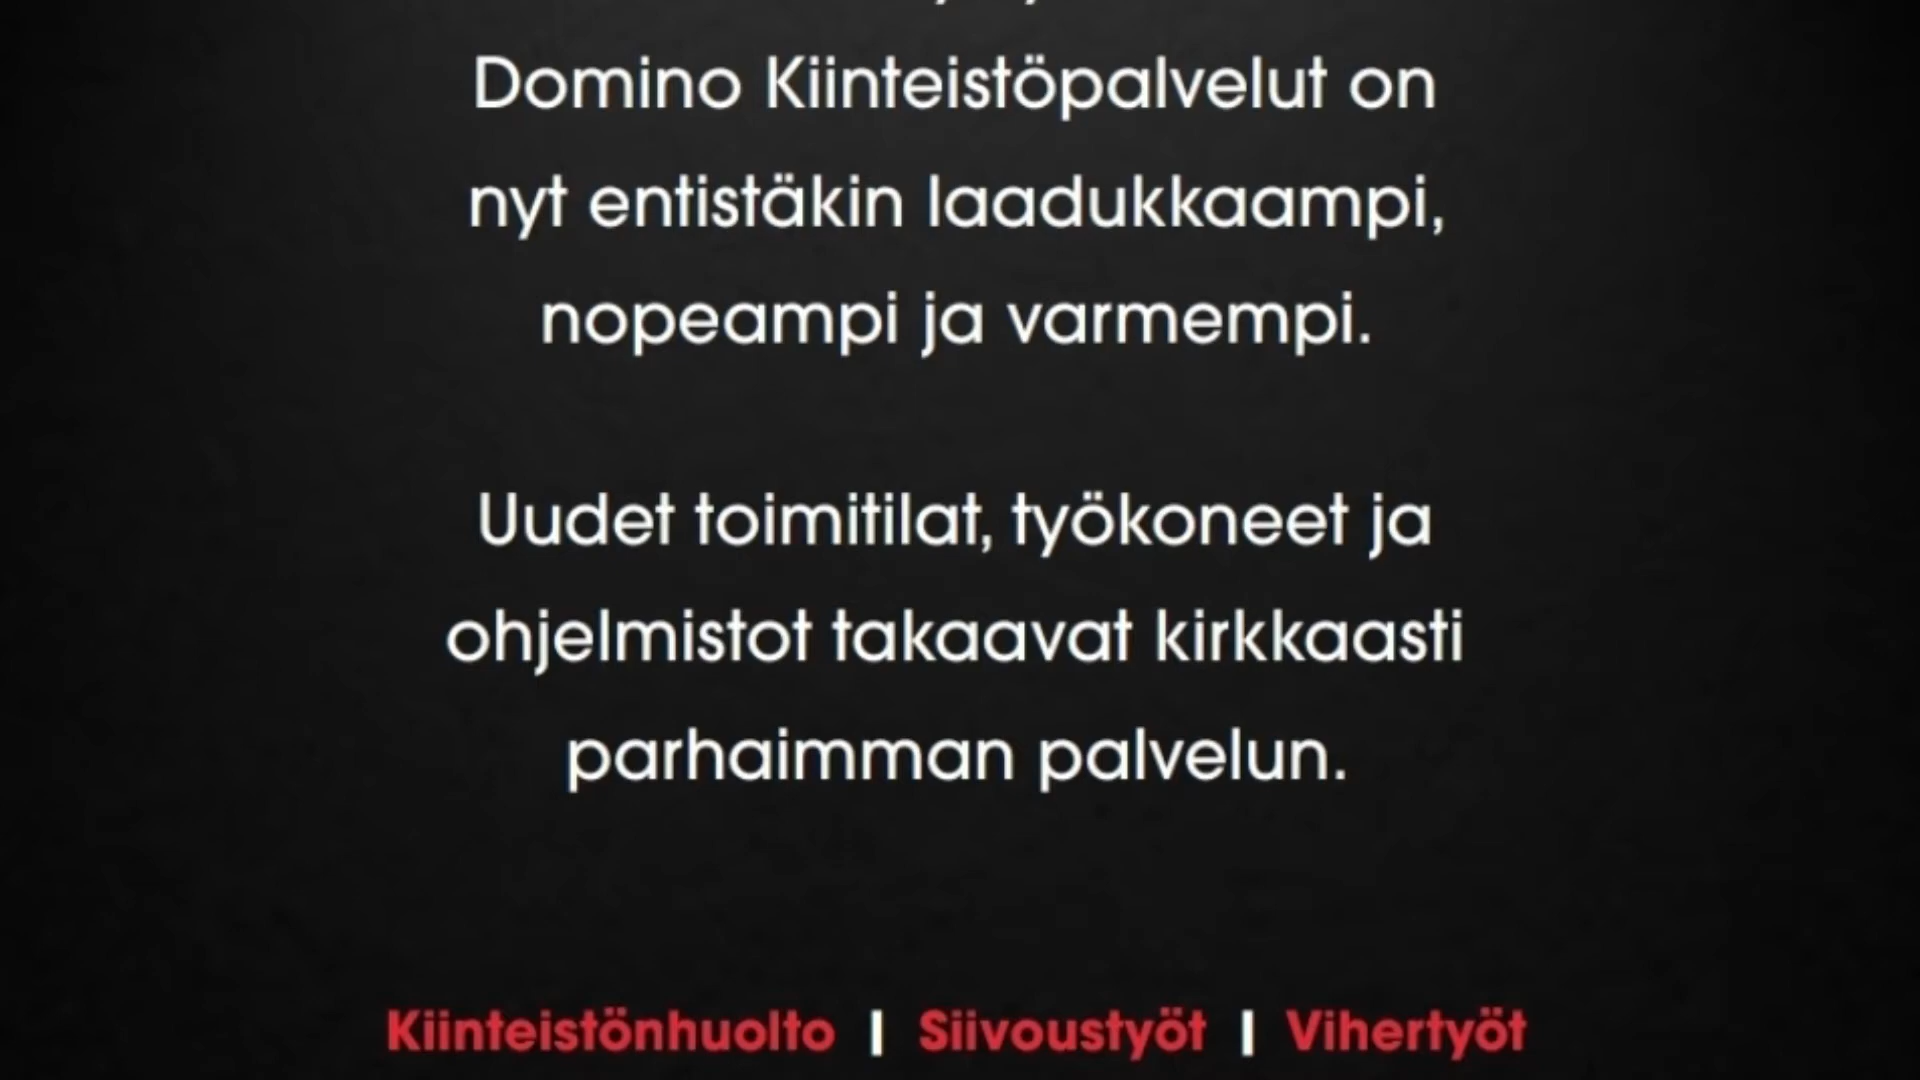 Domino Kiinteistöpalvelut on
nyt entistäkin laadukkaampi,
nopeampi ja varmempi.
Uudet toimitilat, työkoneet ja
ohjelmistot takaavat kirkkaasti
parhaimman palvelun.
Kiinteistönhuolto | Siivoustyöt | Vihertyöt